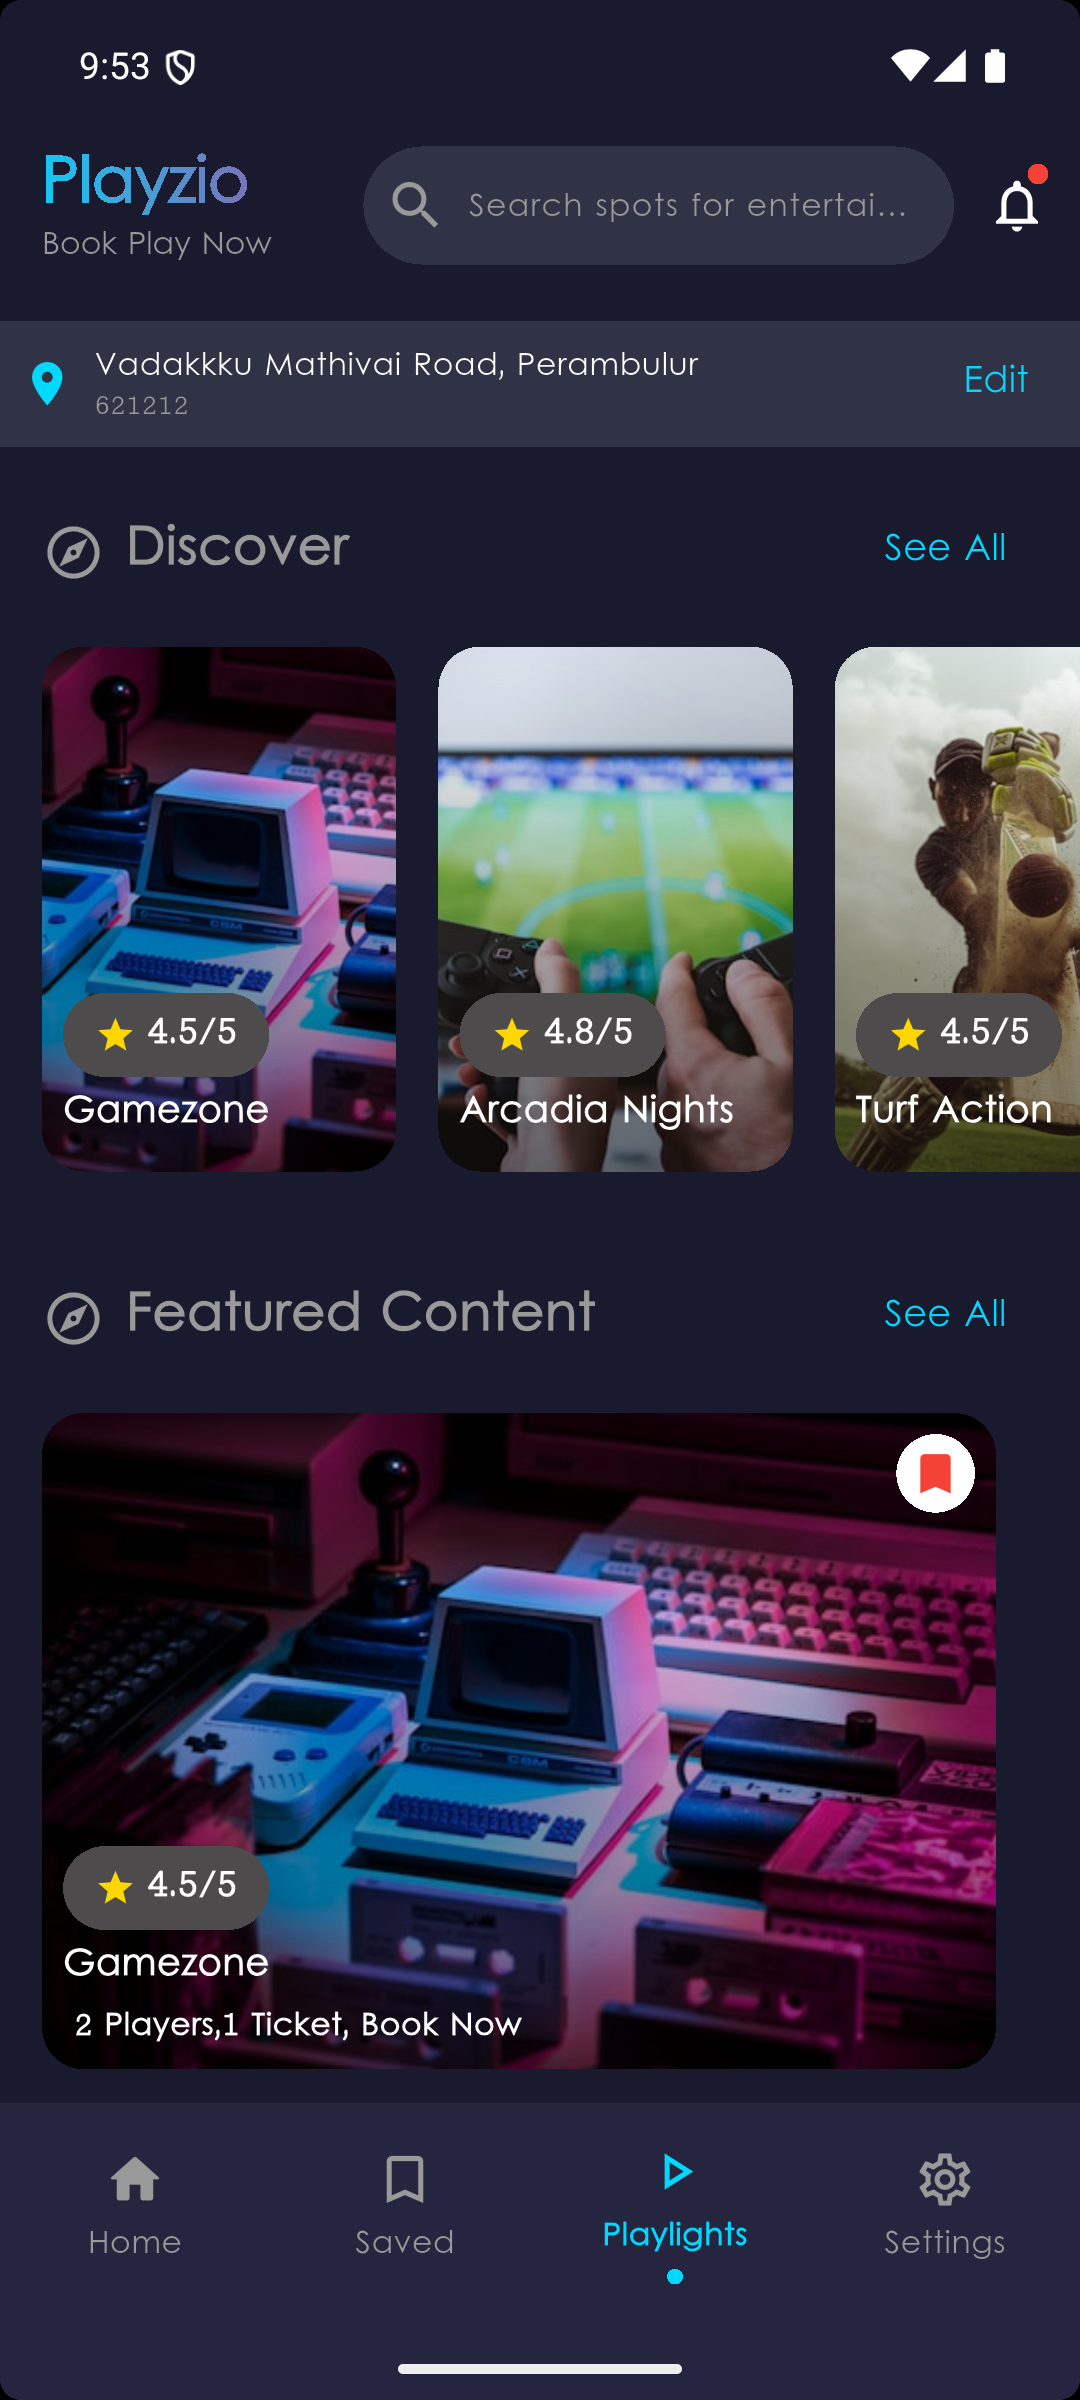 9:53
Playzio
Book Play Now
Search spots for entertai...
Vadakkku Mathivai Road, Perambulur
621212
Edit
Discover
See All
4.5/5
Gamezone
4.8/5
Arcadia Nights
4.5/5
Turf Action
Featured Content
See All
CBM
4.5/5
Gamezone
2 Players,1 Ticket, Book Now
Home
Saved
Playlights
Settings